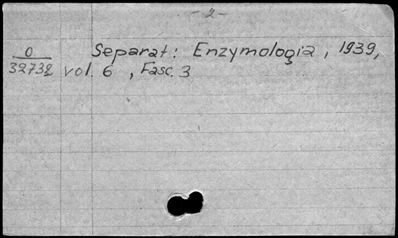 - 2 -
0 Separat: Enzymologia, 1939,
32732 vol. 6, Fasc. 3